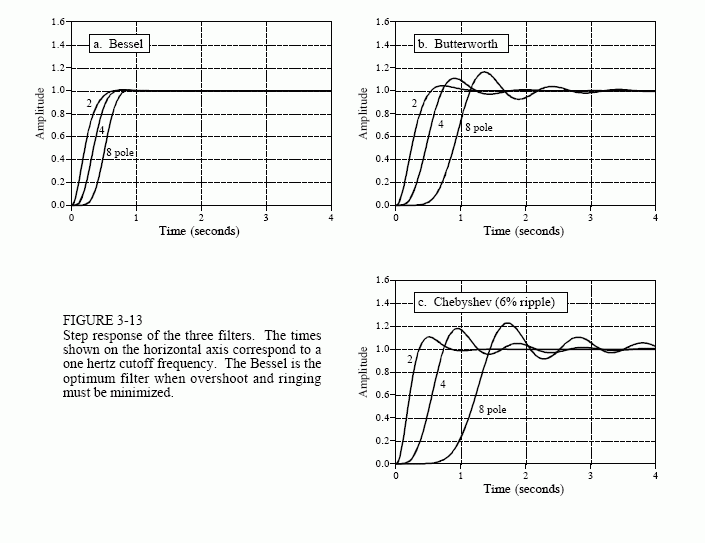 a. Bessel
1.6
1.4
1.2
1.0
0.8
0.6
0.4
0.2
0.0
Amplitude
2
4
8 pole
0 1 2 3 4
Time (seconds)
b. Butterworth
1.6
1.4
1.2
1.0
0.8
0.6
0.4
0.2
0.0
Amplitude
2
4
8 pole
0 1 2 3 4
Time (seconds)
FIGURE 3-13
Step response of the three filters. The times
shown on the horizontal axis correspond to a
one hertz cutoff frequency. The Bessel is the
optimum filter when overshoot and ringing
must be minimized.
c. Chebyshev (6% ripple)
1.6
1.4
1.2
1.0
0.8
0.6
0.4
0.2
0.0
Amplitude
2
4
8 pole
0 1 2 3 4
Time (seconds)